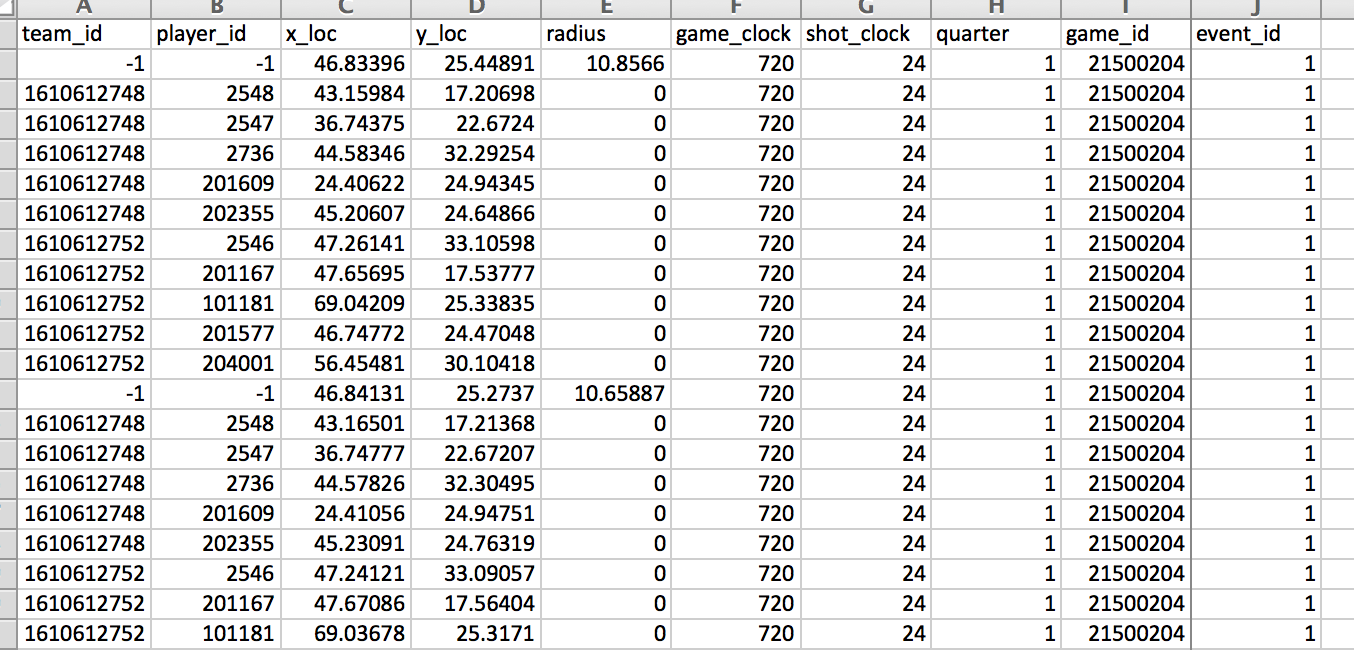 A B C D E F G H I J
team_id player_id x_loc y_loc radius game_clock shot_clock quarter game_id event_id
-1 -1 46.83396 25.44891 10.8566 720 24 1 21500204 1
1610612748 2548 43.15984 17.20698 0 720 24 1 21500204 1
1610612748 2547 36.74375 22.6724 0 720 24 1 21500204 1
1610612748 2736 44.58346 32.29254 0 720 24 1 21500204 1
1610612748 201609 24.40622 24.94345 0 720 24 1 21500204 1
1610612748 202355 45.20607 24.64866 0 720 24 1 21500204 1
1610612752 2546 47.26141 33.10598 0 720 24 1 21500204 1
1610612752 201167 47.65695 17.53777 0 720 24 1 21500204 1
1610612752 101181 69.04209 25.33835 0 720 24 1 21500204 1
1610612752 201577 46.74772 24.47048 0 720 24 1 21500204 1
1610612752 204001 56.45481 30.10418 0 720 24 1 21500204 1
-1 -1 46.84131 25.2737 10.65887 720 24 1 21500204 1
1610612748 2548 43.16501 17.21368 0 720 24 1 21500204 1
1610612748 2547 36.74777 22.67207 0 720 24 1 21500204 1
1610612748 2736 44.57826 32.30495 0 720 24 1 21500204 1
1610612748 201609 24.41056 24.94751 0 720 24 1 21500204 1
1610612748 202355 45.23091 24.76319 0 720 24 1 21500204 1
1610612752 2546 47.24121 33.09057 0 720 24 1 21500204 1
1610612752 201167 47.67086 17.56404 0 720 24 1 21500204 1
1610612752 101181 69.03678 25.3171 0 720 24 1 21500204 1